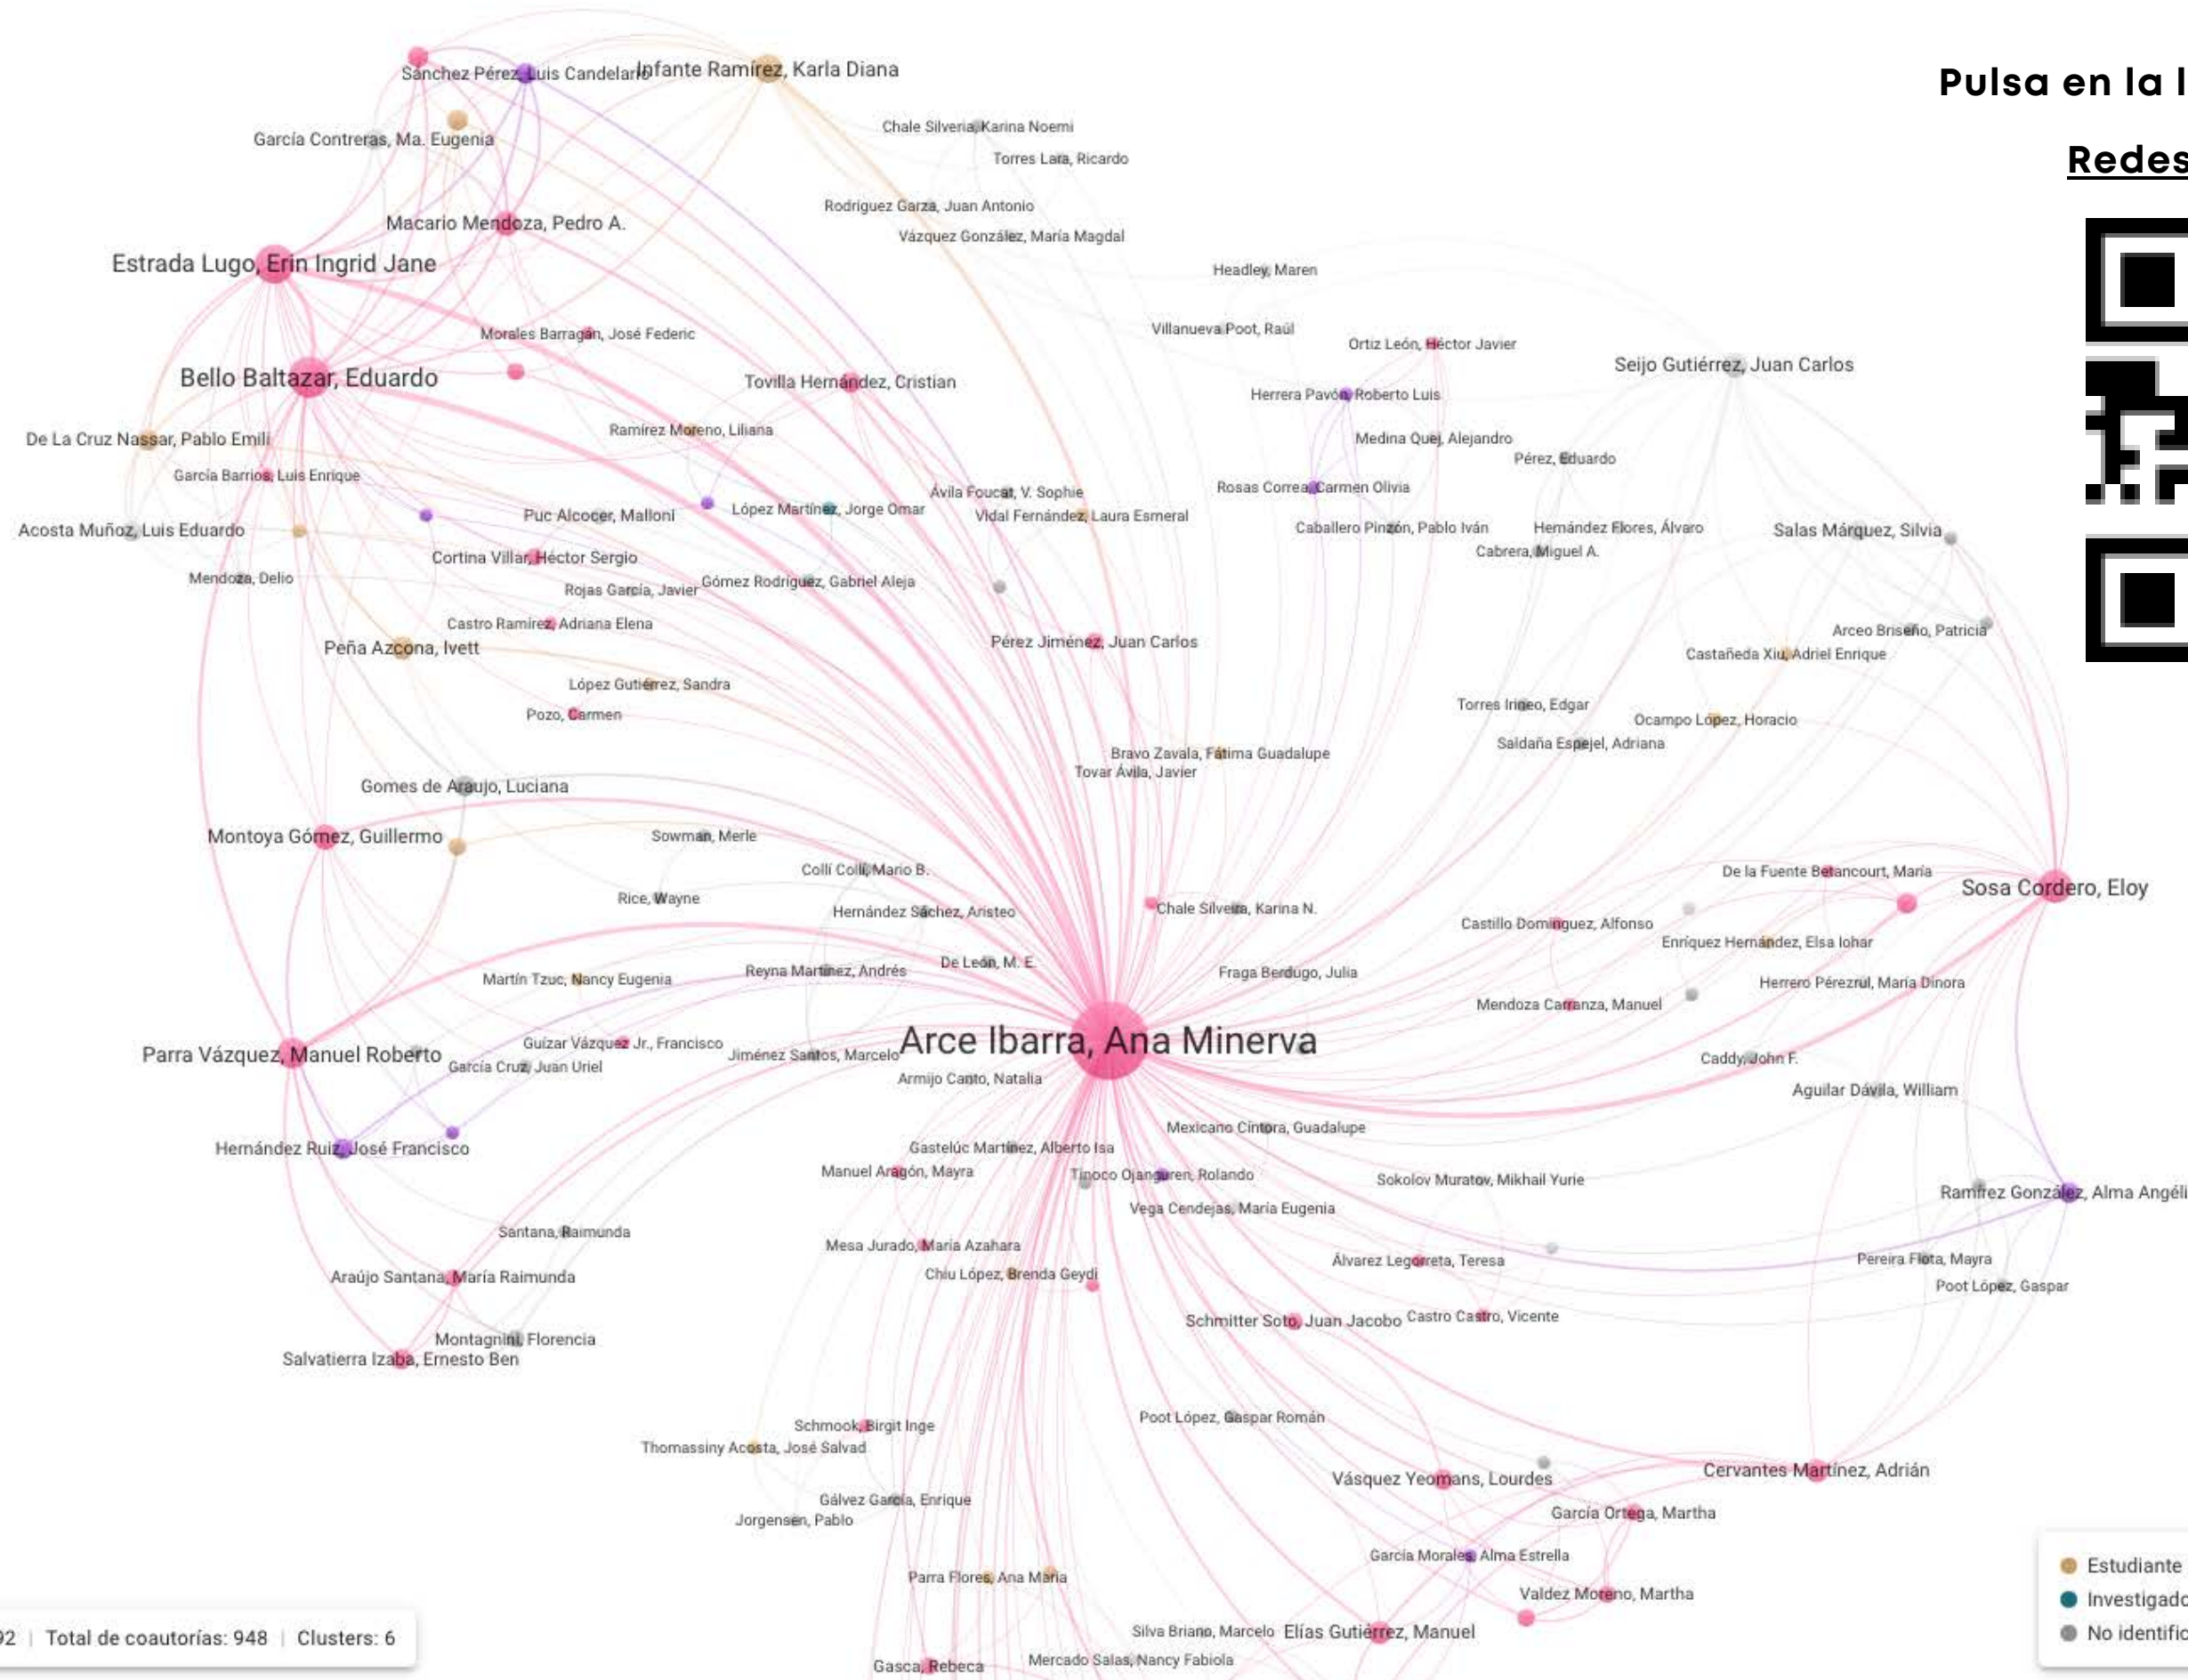 Pulsa en la l
Redes
Sánchez Pérez, Luis Candelario
Infante Ramírez, Karla Diana
Chale Silveria, Karina Noemi
García Contreras, Ma. Eugenia
Torres Lara, Ricardo
Rodríguez Garza, Juan Antonio
Macario Mendoza, Pedro A.
Vázquez González, María Magdal
Estrada Lugo, Erin Ingrid Jane
Headley, Maren
Villanueva Poot, Raúl
Morales Barragán, José Federic
Ortiz León, Héctor Javier
Seijo Gutiérrez, Juan Carlos
Bello Baltazar, Eduardo
Tovilla Hernández, Cristian
Herrera Pavón, Roberto Luis
Ramírez Moreno, Liliana
De La Cruz Nassar, Pablo Emili
Medina Quej, Alejandro
Pérez, Eduardo
García Barrios, Luis Enrique
Rosas Correa, Carmen Olivia
Ávila Foucat, V. Sophie
López Martínez, Jorge Omar
Puc Alcocer, Malloni
Vidal Fernández, Laura Esmeral
Caballero Pinzón, Pablo Iván
Hernández Flores, Álvaro
Acosta Muñoz, Luis Eduardo
Salas Márquez, Silvia
Cabrera, Miguel A.
Cortina Villar, Héctor Sergio
Mendoza, Delio
Gómez Rodríguez, Gabriel Aleja
Rojas García, Javier
Castro Ramírez, Adriana Elena
Arceo Briseño, Patricia
Pérez Jiménez, Juan Carlos
Peña Azcona, Ivett
Castañeda Xiu, Adriel Enrique
López Gutiérrez, Sandra
Torres Irineo, Edgar
Pozo, Carmen
Ocampo López, Horacio
Saldaña Espejel, Adriana
Bravo Zavala, Fátima Guadalupe
Tovar Ávila, Javier
Gomes de Araujo, Luciana
Montoya Gómez, Guillermo
Sowman, Merle
Collí Collí, Mario B.
De la Fuente Betancourt, María
Sosa Cordero, Eloy
Rice, Wayne
Chale Silveira, Karina N.
Hernández Sáchez, Aristeo
Castillo Domínguez, Alfonso
Enríquez Hernández, Elsa Iohar
De León, M. E.
Reyna Martínez, Andrés
Fraga Berdugo, Julia
Martín Tzuc, Nancy Eugenia
Herrero Pérezrul, María Dinora
Mendoza Carranza, Manuel
Arce Ibarra, Ana Minerva
Guízar Vázquez Jr., Francisco
Parra Vázquez, Manuel Roberto
Jiménez Santos, Marcelo
Caddy, John F.
García Cruz, Juan Uriel
Armijo Canto, Natalia
Aguilar Dávila, William
Mexicano Cíntora, Guadalupe
Hernández Ruiz, José Francisco
Gastelúc Martínez, Alberto Isa
Manuel Aragón, Mayra
Tinoco Ojanguren, Rolando
Sokolov Muratov, Mikhail Yurie
Ramírez González, Alma Angéli
Vega Cendejas, María Eugenia
Santana, Raimunda
Mesa Jurado, María Azahara
Álvarez Legorreta, Teresa
Pereira Flota, Mayra
Chiu López, Brenda Geydi
Araújo Santana, María Raimunda
Poot López, Gaspar
Schmitter Soto, Juan Jacobo
Castro Castro, Vicente
Montagnini, Florencia
Salvatierra Izaba, Ernesto Ben
Poot López, Gaspar Román
Schmook, Birgit Inge
Thomassiny Acosta, José Salvad
Cervantes Martínez, Adrián
Vásquez Yeomans, Lourdes
Gálvez García, Enrique
García Ortega, Martha
Jorgensen, Pablo
García Morales, Alma Estrella
Parra Flores, Ana María
Valdez Moreno, Martha
Silva Briano, Marcelo
Elías Gutiérrez, Manuel
Mercado Salas, Nancy Fabiola
Gasca, Rebeca
92 | Total de coautorías: 948 | Clusters: 6
Estudiante
Investigado
No identific